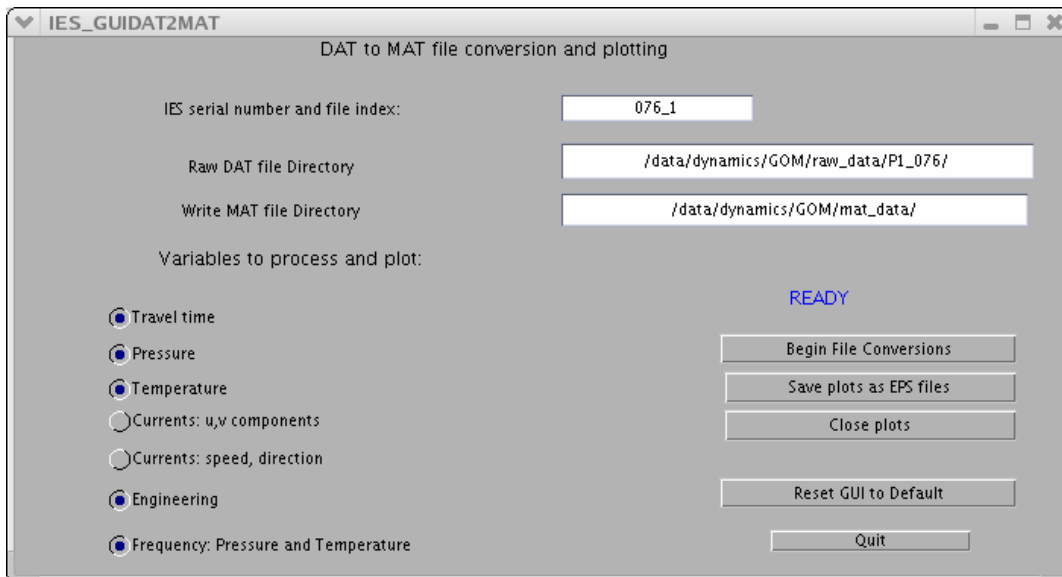 IES_GUIDAT2MAT
DAT to MAT file conversion and plotting
IES serial number and file index: 076_1
Raw DAT file Directory /data/dynamics/GOM/raw_data/P1_076/
Write MAT file Directory /data/dynamics/GOM/mat_data/
Variables to process and plot:
READY
Travel time
Pressure
Temperature
Currents: u,v components
Currents: speed, direction
Engineering
Frequency: Pressure and Temperature
Begin File Conversions
Save plots as EPS files
Close plots
Reset GUI to Default
Quit